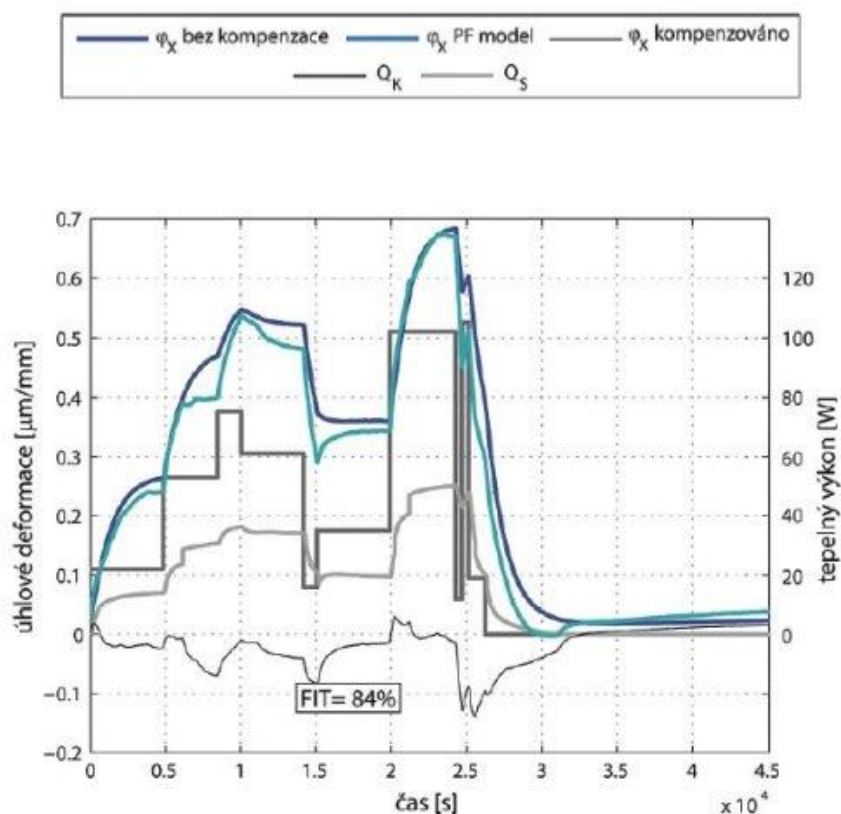 φX bez kompenzace φX PF model φX kompenzováno
QK QS
úhlové deformace [μm/mm]
0.7
0.6
0.5
0.4
0.3
0.2
0.1
0
−0.1
−0.2
120
100
80
60
40
20
0
tepelný výkon [W]
FIT= 84%
0 0.5 1 1.5 2 2.5 3 3.5 4 4.5
čas [s]
x 10^4